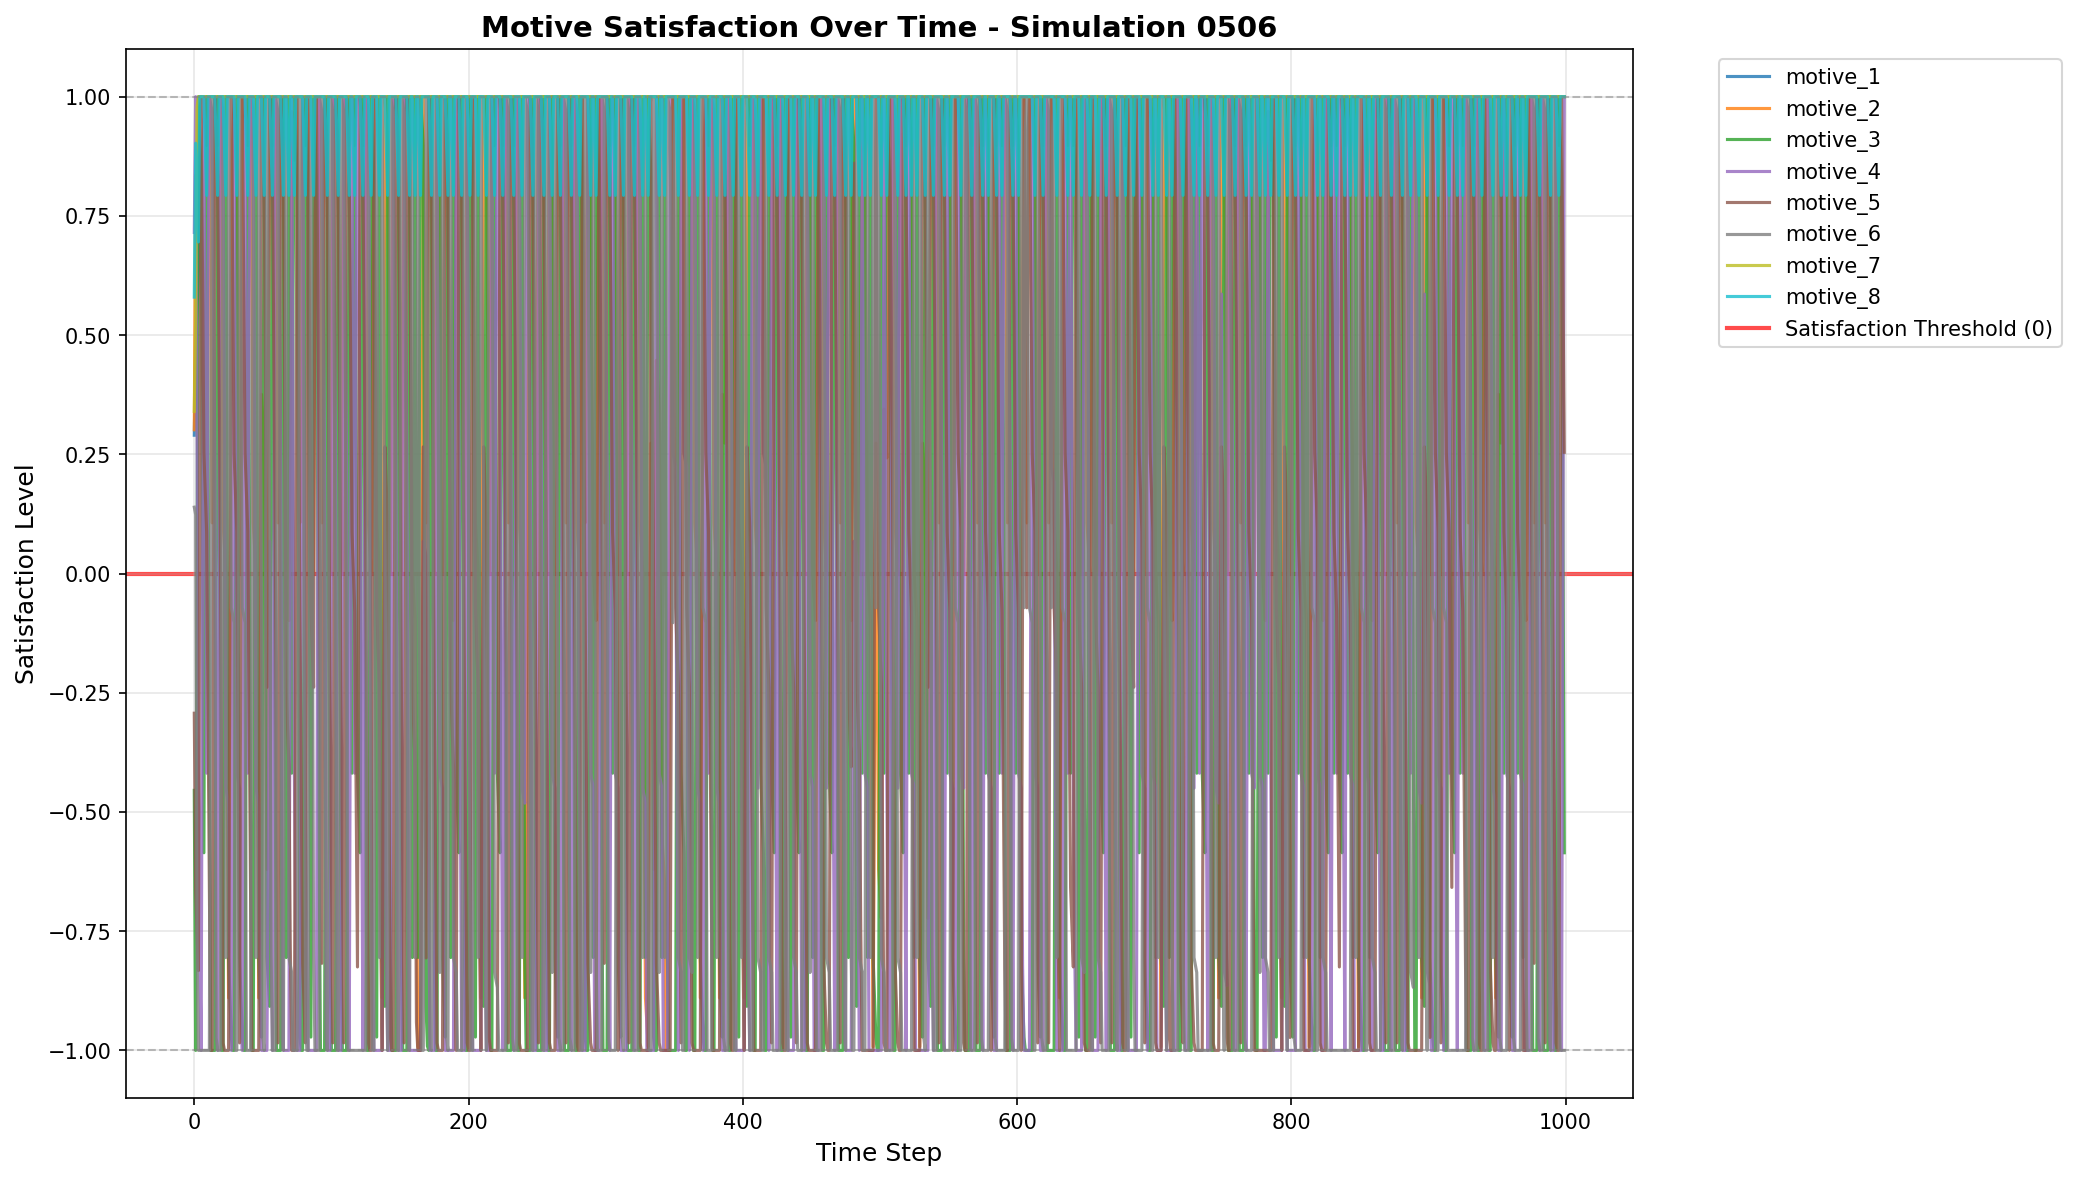 Motive Satisfaction Over Time - Simulation 0506
1.00
0.75
0.50
0.25
0.00
−0.25
−0.50
−0.75
−1.00
Satisfaction Level
0
200
400
600
800
1000
Time Step
motive_1
motive_2
motive_3
motive_4
motive_5
motive_6
motive_7
motive_8
Satisfaction Threshold (0)